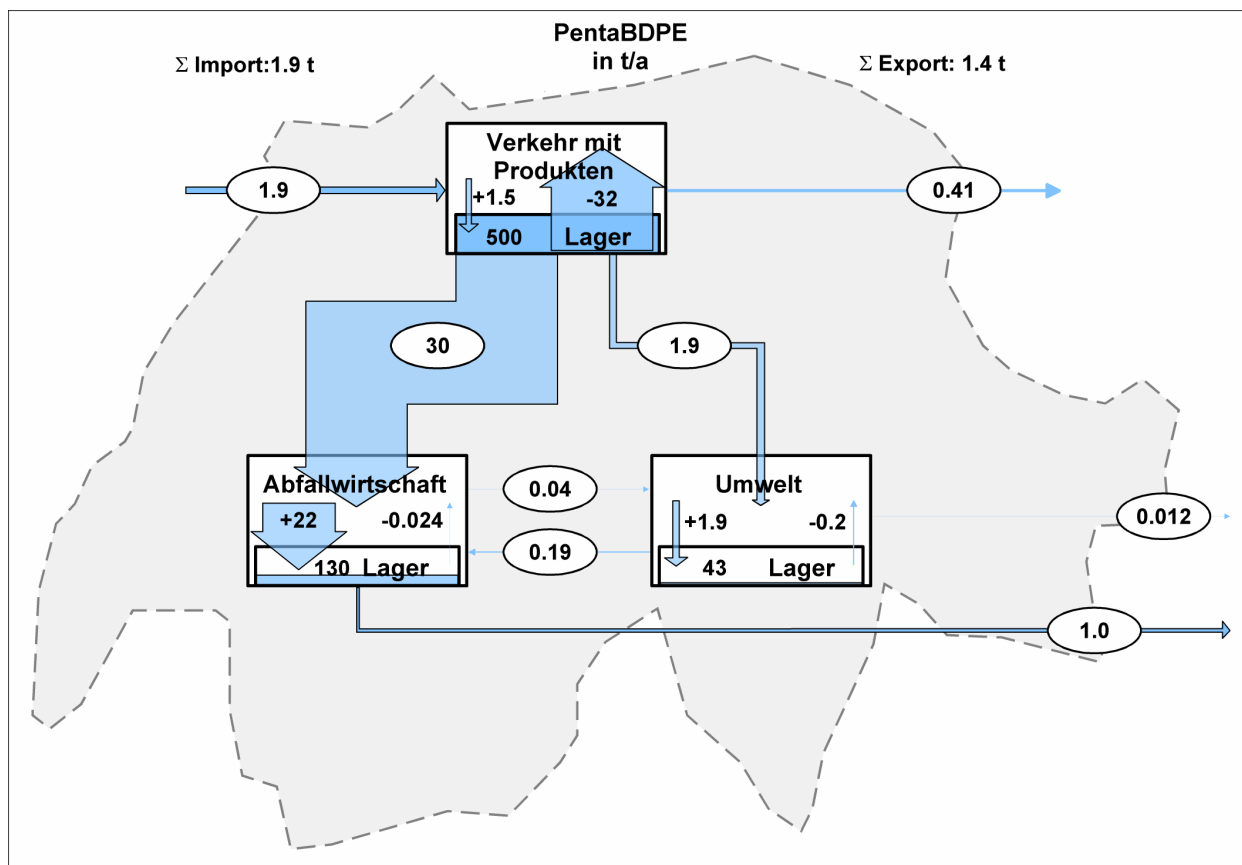 PentaBDPE
in t/a
Σ Import:1.9 t
Σ Export: 1.4 t
Verkehr mit
Produkten
1.9
+1.5
-32
0.41
500
Lager
30
1.9
Abfallwirtschaft
0.04
Umwelt
+22
-0.024
+1.9
-0.2
0.012
0.19
130
Lager
43
Lager
1.0